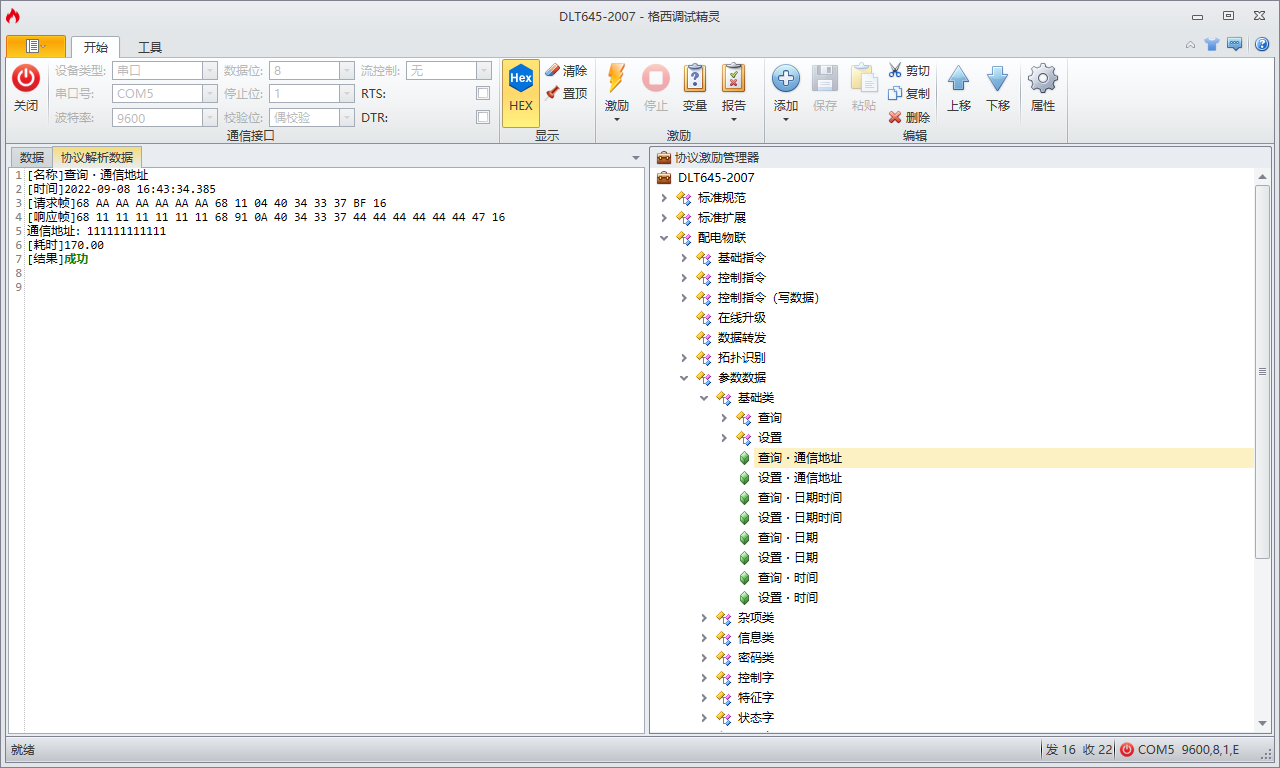 DLT645-2007 - 格西调试精灵
开始 工具
关闭
设备类型: 串口 数据位: 8 流控制: 无
串口号: COM5 停止位: 1 RTS:
波特率: 9600 校验位: 偶校验 DTR:
通信接口
Hex
HEX
清除
置顶
显示
激励 停止 变量 报告
激励
添加 保存 粘贴
剪切
复制
删除
编辑
上移 下移
属性
数据 协议解析数据
1 [名称]查询·通信地址
2 [时间]2022-09-08 16:43:34.385
3 [请求帧]68 AA AA AA AA AA AA 68 11 04 40 34 33 37 BF 16
4 [响应帧]68 11 11 11 11 11 11 68 91 0A 40 34 33 37 44 44 44 44 44 44 47 16
5 通信地址: 111111111111
6 [耗时]170.00
7 [结果]成功
8
9
协议激励管理器
DLT645-2007
标准规范
标准扩展
配电物联
基础指令
控制指令
控制指令（写数据）
在线升级
数据转发
拓扑识别
参数数据
基础类
查询
设置
查询·通信地址
设置·通信地址
查询·日期时间
设置·日期时间
查询·日期
设置·日期
查询·时间
设置·时间
杂项类
信息类
密码类
控制字
特征字
状态字
就绪
发 16 收 22 COM5 9600,8,1,E